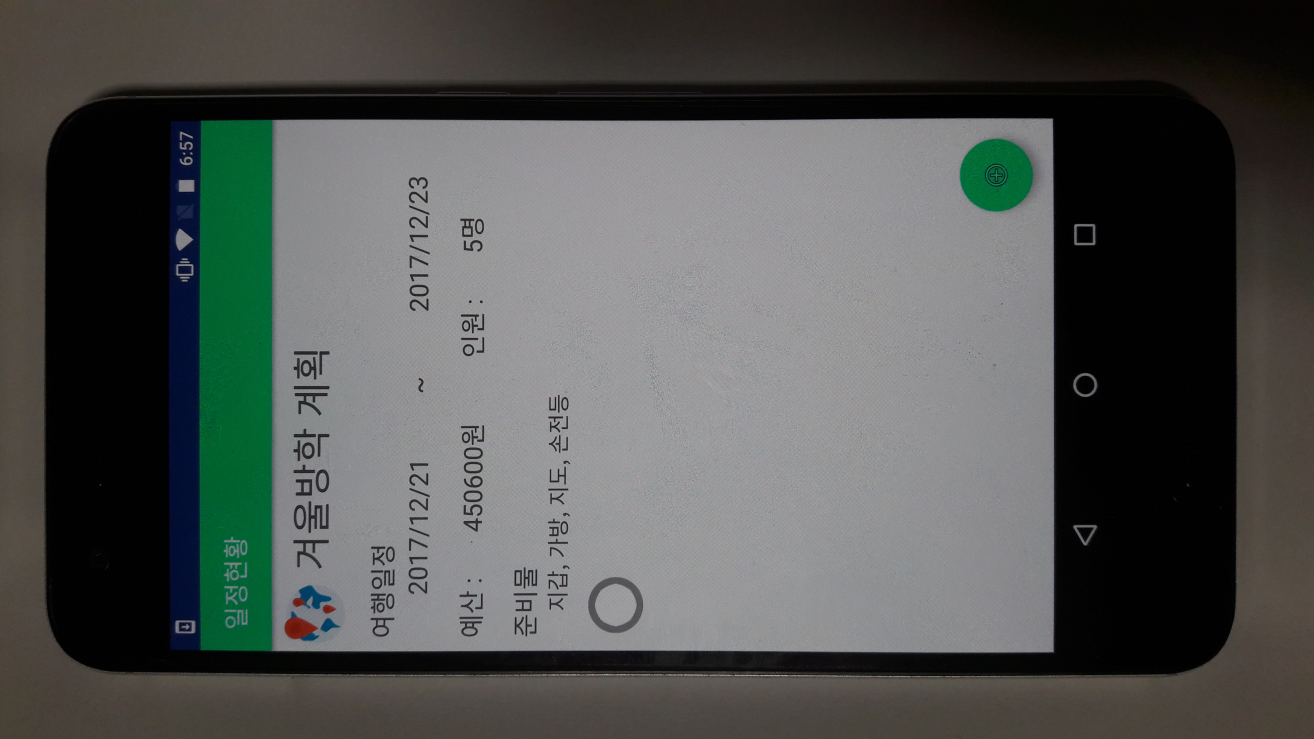 6:57
일정현황
겨울방학 계획
여행일정
2017/12/21 ~ 2017/12/23
예산 : 450600원 인원 : 5명
준비물
지갑, 가방, 지도, 손전등